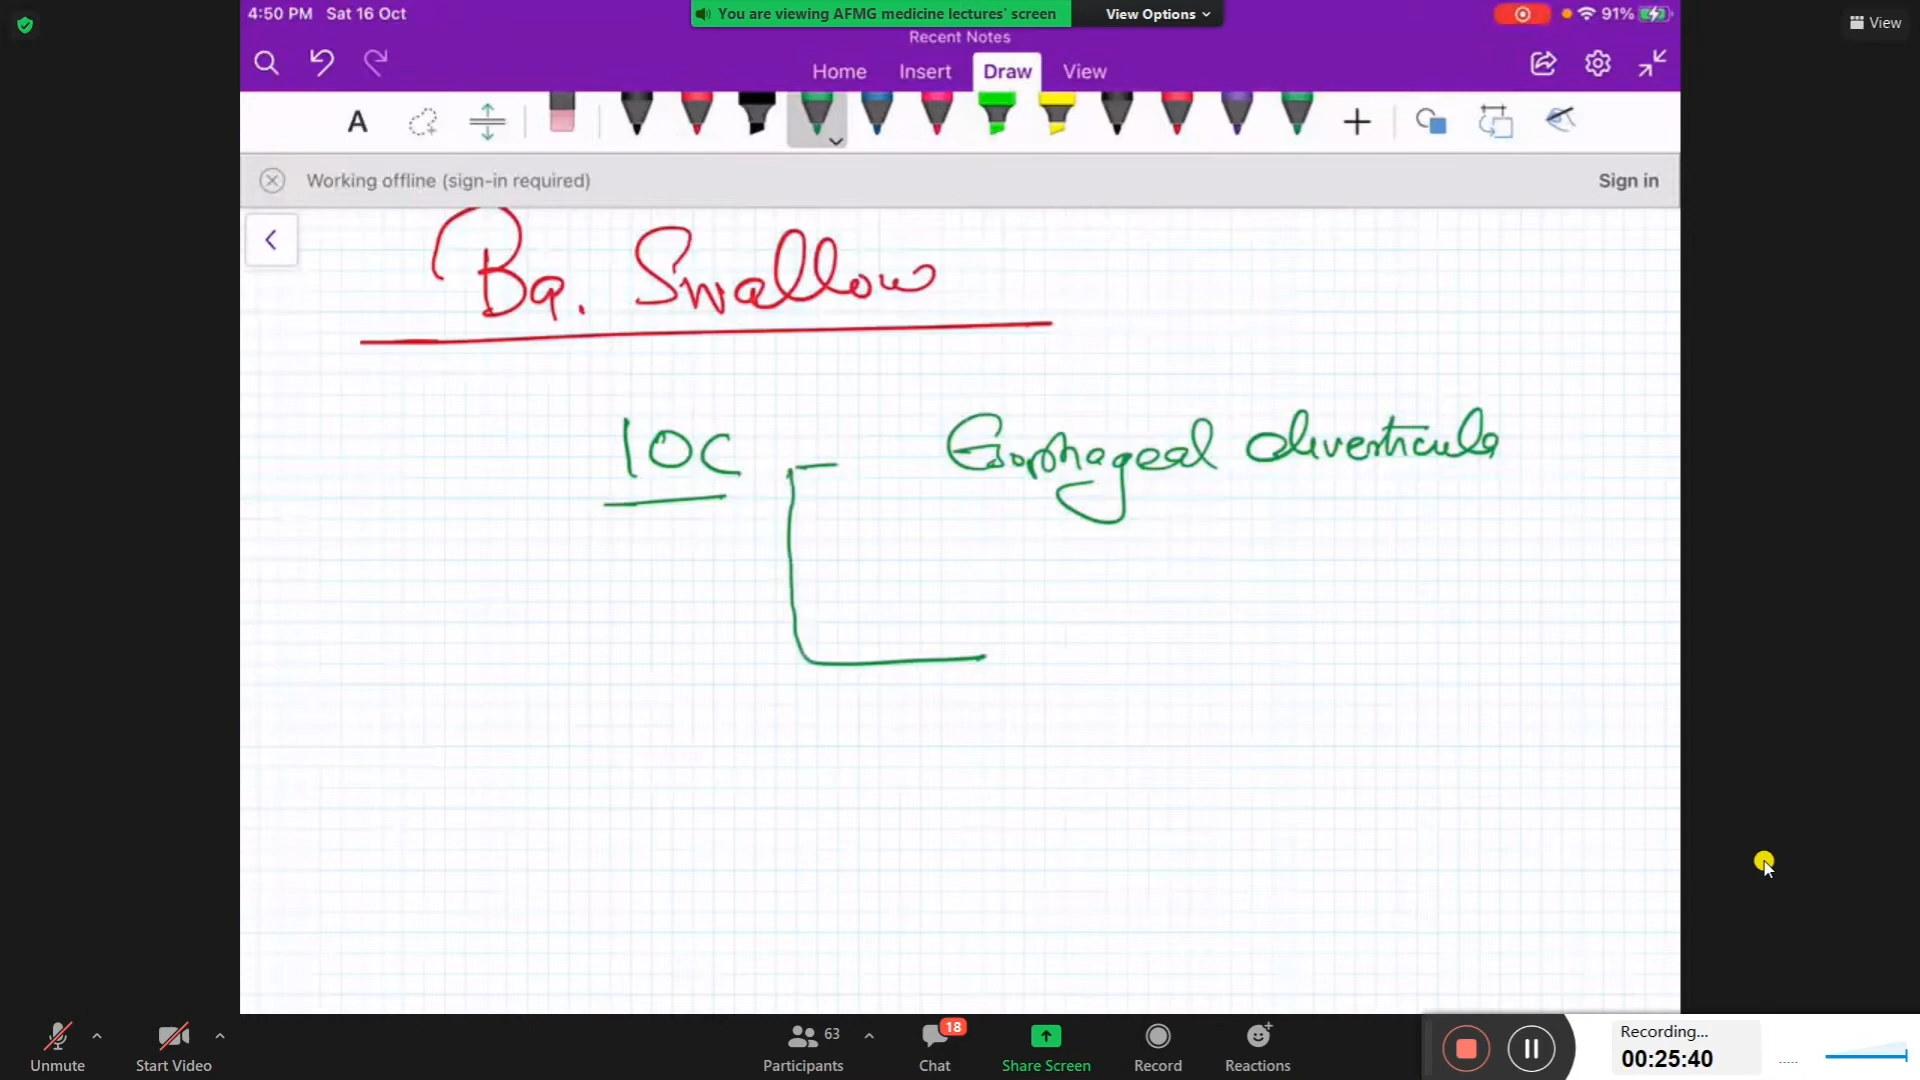 4:50 PM Sat 16 Oct
You are viewing AFMG medicine lectures' screen
View Options
91%
View
Recent Notes
Home Insert Draw View
A
Working offline (sign-in required)
Sign in
Ba. Swallow
IOC
Esophageal diverticula
Unmute
Start Video
63
Participants
18
Chat
Share Screen
Record
Reactions
Recording...
00:25:40